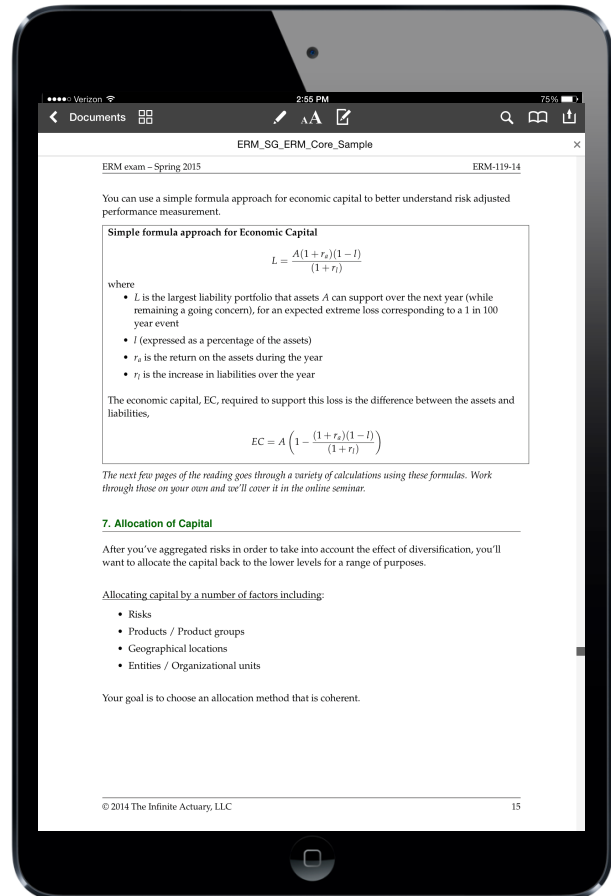 Verizon 2:55 PM 75%
Documents AA
ERM_SG_ERM_Core_Sample ×
ERM exam – Spring 2015 ERM-119-14
You can use a simple formula approach for economic capital to better understand risk adjusted
performance measurement.
Simple formula approach for Economic Capital
L = A(1 + r_a)(1 − l) / (1 + r_l)
where
• L is the largest liability portfolio that assets A can support over the next year (while
remaining a going concern), for an expected extreme loss corresponding to a 1 in 100
year event
• l (expressed as a percentage of the assets)
• r_a is the return on the assets during the year
• r_l is the increase in liabilities over the year
The economic capital, EC, required to support this loss is the difference between the assets and
liabilities,
EC = A (1 − (1 + r_a)(1 − l) / (1 + r_l))
The next few pages of the reading goes through a variety of calculations using these formulas. Work
through those on your own and we'll cover it in the online seminar.
7. Allocation of Capital
After you've aggregated risks in order to take into account the effect of diversification, you'll
want to allocate the capital back to the lower levels for a range of purposes.
Allocating capital by a number of factors including:
• Risks
• Products / Product groups
• Geographical locations
• Entities / Organizational units
Your goal is to choose an allocation method that is coherent.
© 2014 The Infinite Actuary, LLC 15